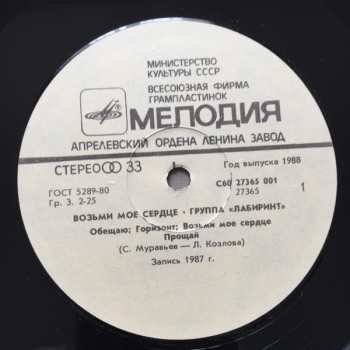 МИНИСТЕРСТВО
КУЛЬТУРЫ СССР
ВСЕСОЮЗНАЯ ФИРМА
ГРАМПЛАСТИНОК
МЕЛОДИЯ
АПРЕЛЕВСКИЙ ОРДЕНА ЛЕНИНА ЗАВОД
СТЕРЕО 33
Год выпуска 1988
ГОСТ 5289-80
С60 27365 001
Гр. 3. 2-25
27365
1
ВОЗЬМИ МОЕ СЕРДЦЕ · ГРУППА «ЛАБИРИНТ»
Обещаю; Горизонт; Возьми мое сердце
Прощай
(С. Муравьев — Л. Козлова)
Запись 1987 г.